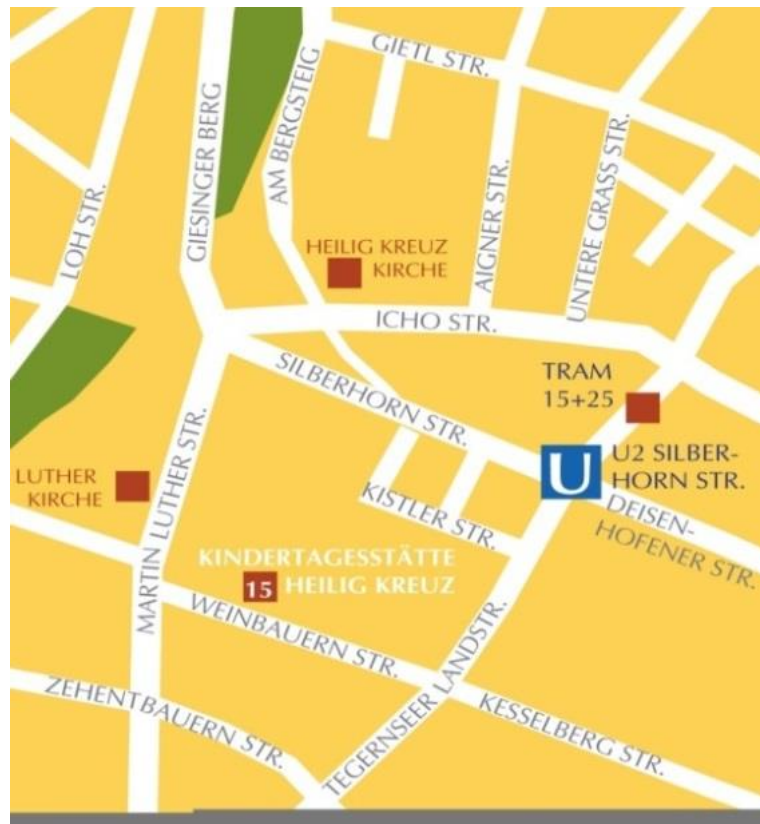 GIETL STR.
AM BERGSTEIG
GIESINGER BERG
LOH STR.
AIGNER STR.
UNTERE GRASS STR.
HEILIG KREUZ
KIRCHE
ICHO STR.
SILBERHORN STR.
TRAM
15+25
U
U2 SILBER-
HORN STR.
DEISEN-
HOFENER STR.
LUTHER
KIRCHE
MARTIN LUTHER STR.
KISTLER STR.
KINDERTAGESSTÄTTE
15 HEILIG KREUZ
WEINBAUERN STR.
TEGERNSEER LANDSTR.
KESSELBERG STR.
ZEHENTBAUERN STR.